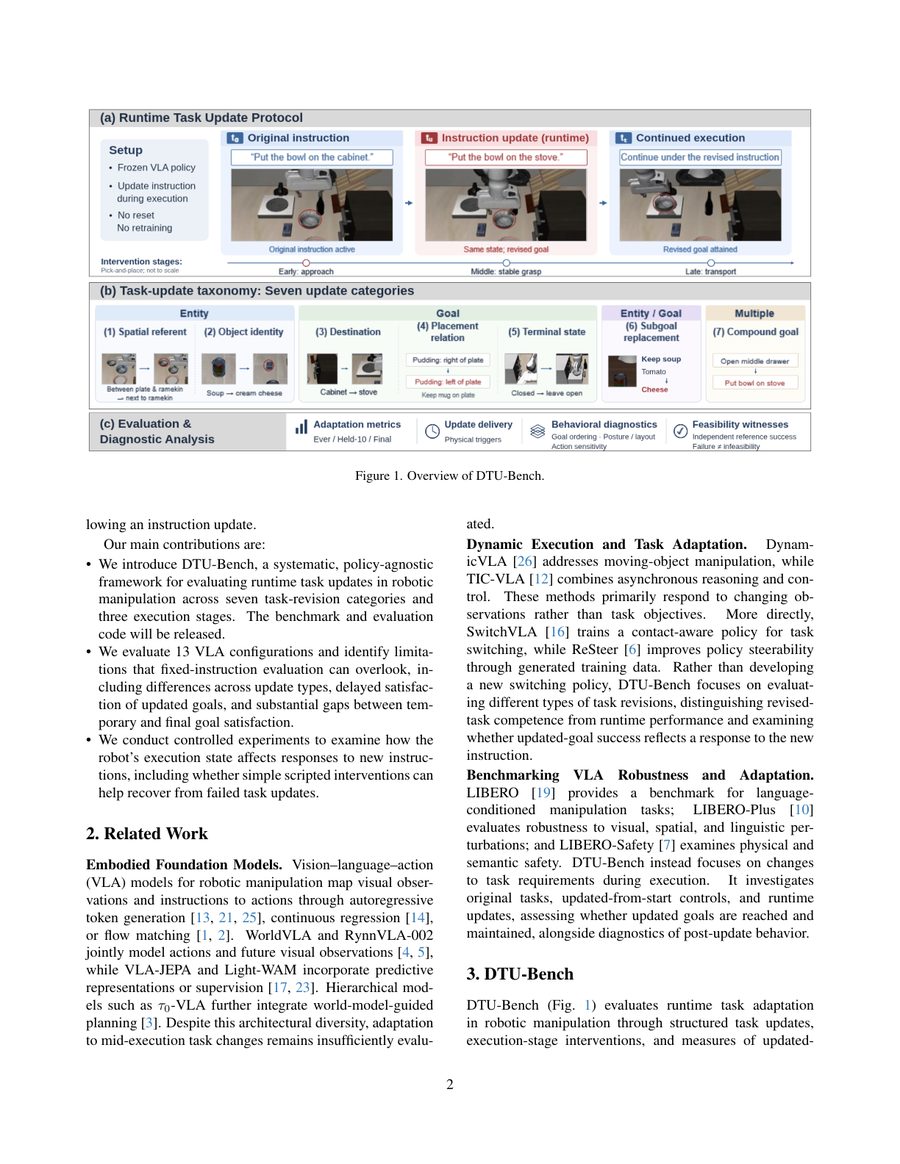 (a) Runtime Task Update Protocol
Setup
• Frozen VLA policy
• Update instruction
during execution
• No reset
No retraining
t₀ Original instruction
"Put the bowl on the cabinet."
Original instruction active
tᵤ Instruction update (runtime)
"Put the bowl on the stove."
Same state; revised goal
Continued execution
Continue under the revised instruction
Revised goal attained
Intervention stages:
Pick-and-place; not to scale
Early: approach
Middle: stable grasp
Late: transport
(b) Task-update taxonomy: Seven update categories
Entity
(1) Spatial referent
Between plate & ramekin
→ next to ramekin
(2) Object identity
Soup → cream cheese
Goal
(3) Destination
Cabinet → stove
(4) Placement
relation
Pudding: right of plate
↓
Pudding: left of plate
Keep mug on plate
(5) Terminal state
Closed → leave open
Entity / Goal
(6) Subgoal
replacement
Keep soup
Tomato
↓
Cheese
Multiple
(7) Compound goal
Open middle drawer
↓
Put bowl on stove
(c) Evaluation &
Diagnostic Analysis
Adaptation metrics
Ever / Held-10 / Final
Update delivery
Physical triggers
Behavioral diagnostics
Goal ordering · Posture / layout
Action sensitivity
Feasibility witnesses
Independent reference success
Failure ≠ infeasibility
Figure 1. Overview of DTU-Bench.
lowing an instruction update.
Our main contributions are:
• We introduce DTU-Bench, a systematic, policy-agnostic
framework for evaluating runtime task updates in robotic
manipulation across seven task-revision categories and
three execution stages. The benchmark and evaluation
code will be released.
• We evaluate 13 VLA configurations and identify limita-
tions that fixed-instruction evaluation can overlook, in-
cluding differences across update types, delayed satisfac-
tion of updated goals, and substantial gaps between tem-
porary and final goal satisfaction.
• We conduct controlled experiments to examine how the
robot's execution state affects responses to new instruc-
tions, including whether simple scripted interventions can
help recover from failed task updates.
2. Related Work
Embodied Foundation Models. Vision–language–action
(VLA) models for robotic manipulation map visual obser-
vations and instructions to actions through autoregressive
token generation [13, 21, 25], continuous regression [14],
or flow matching [1, 2]. WorldVLA and RynnVLA-002
jointly model actions and future visual observations [4, 5],
while VLA-JEPA and Light-WAM incorporate predictive
representations or supervision [17, 23]. Hierarchical mod-
els such as τ₀-VLA further integrate world-model-guided
planning [3]. Despite this architectural diversity, adaptation
to mid-execution task changes remains insufficiently evalu-
ated.
Dynamic Execution and Task Adaptation. Dynam-
icVLA [26] addresses moving-object manipulation, while
TIC-VLA [12] combines asynchronous reasoning and con-
trol. These methods primarily respond to changing ob-
servations rather than task objectives. More directly,
SwitchVLA [16] trains a contact-aware policy for task
switching, while ReSteer [6] improves policy steerability
through generated training data. Rather than developing
a new switching policy, DTU-Bench focuses on evaluat-
ing different types of task revisions, distinguishing revised-
task competence from runtime performance and examining
whether updated-goal success reflects a response to the new
instruction.
Benchmarking VLA Robustness and Adaptation.
LIBERO [19] provides a benchmark for language-
conditioned manipulation tasks; LIBERO-Plus [10]
evaluates robustness to visual, spatial, and linguistic per-
turbations; and LIBERO-Safety [7] examines physical and
semantic safety. DTU-Bench instead focuses on changes
to task requirements during execution. It investigates
original tasks, updated-from-start controls, and runtime
updates, assessing whether updated goals are reached and
maintained, alongside diagnostics of post-update behavior.
3. DTU-Bench
DTU-Bench (Fig. 1) evaluates runtime task adaptation
in robotic manipulation through structured task updates,
execution-stage interventions, and measures of updated-
2